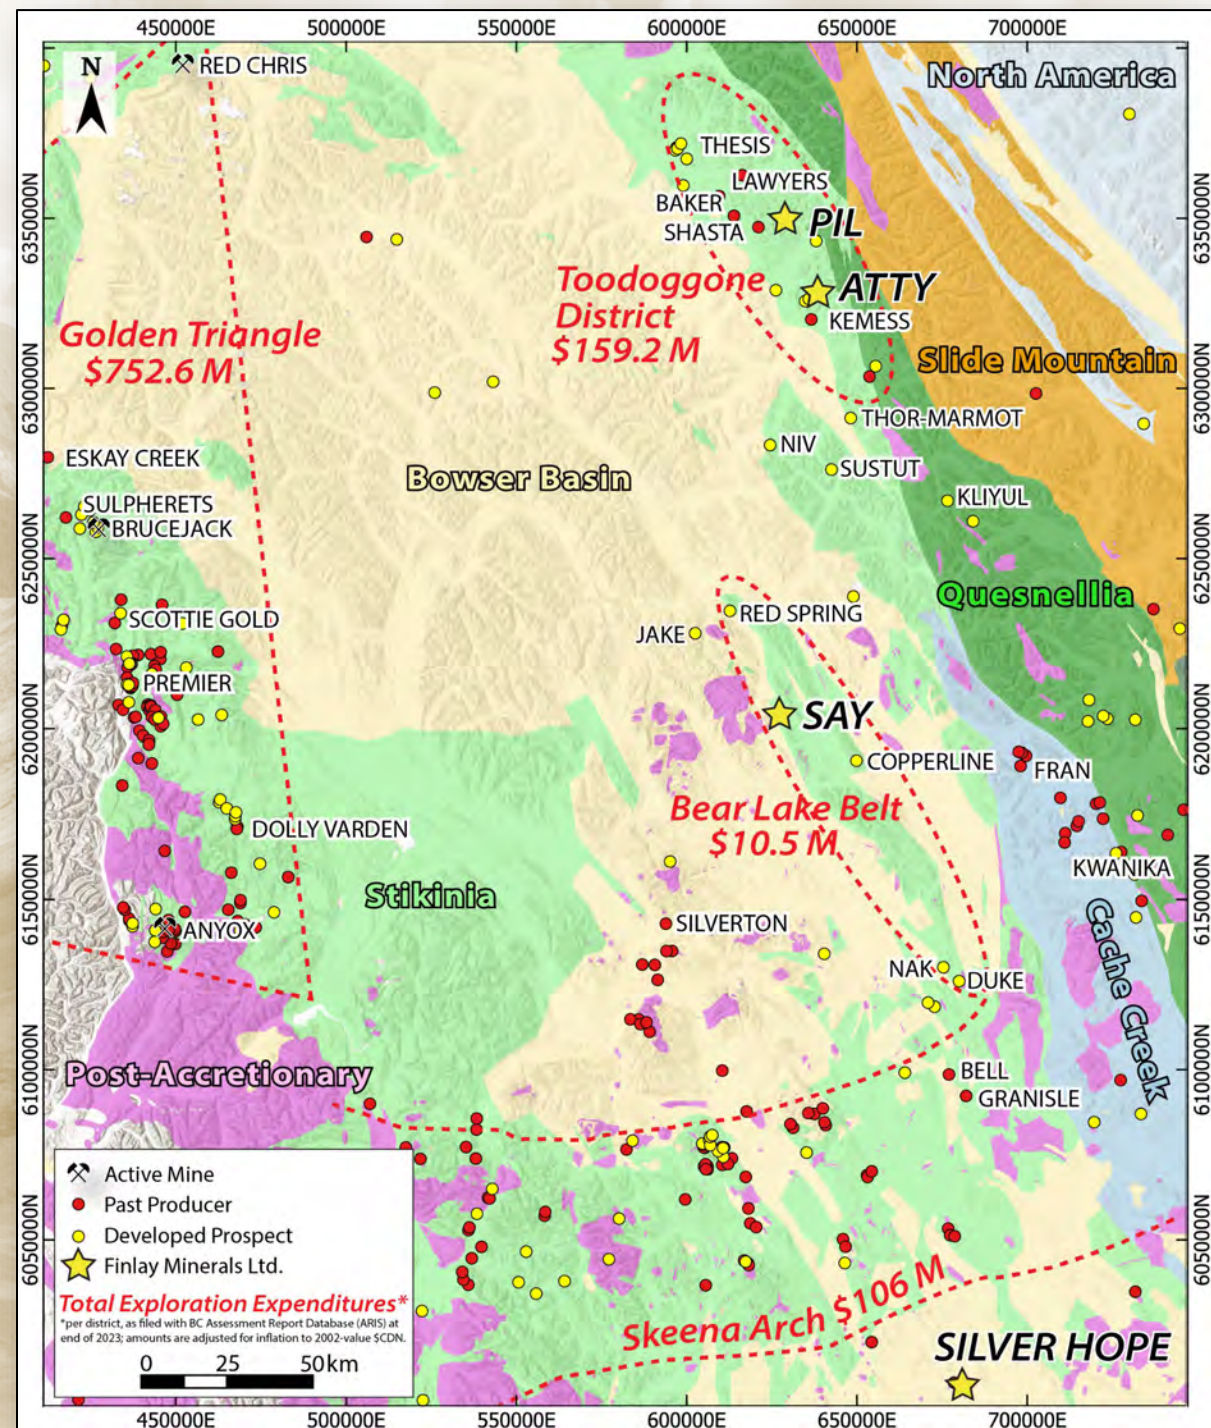 450000E 500000E 550000E 600000E 650000E 700000E
N
RED CHRIS
North America
THESIS
LAWYERS
BAKER
SHASTA
PIL
6350000N
6350000N
Toodoggone
District
$159.2 M
ATTY
KEMESS
Golden Triangle
$752.6 M
Slide Mountain
6300000N
6300000N
THOR-MARMOT
NIV
SUSTUT
ESKAY CREEK
Bowser Basin
SULPHERETS
BRUCEJACK
KLIYUL
6250000N
6250000N
Quesnellia
RED SPRING
SCOTTIE GOLD
JAKE
PREMIER
SAY
6200000N
6200000N
COPPERLINE
FRAN
Bear Lake Belt
$10.5 M
DOLLY VARDEN
KWANIKA
Stikinia
6150000N
6150000N
SILVERTON
ANYOX
Cache Creek
NAK
DUKE
6100000N
6100000N
Post-Accretionary
BELL
GRANISLE
Active Mine
Past Producer
Developed Prospect
Finlay Minerals Ltd.
6050000N
6050000N
Total Exploration Expenditures*
*per district, as filed with BC Assessment Report Database (ARIS) at
end of 2023; amounts are adjusted for inflation to 2002-value $CDN.
0 25 50 km
Skeena Arch $106 M
SILVER HOPE
450000E 500000E 550000E 600000E 650000E 700000E